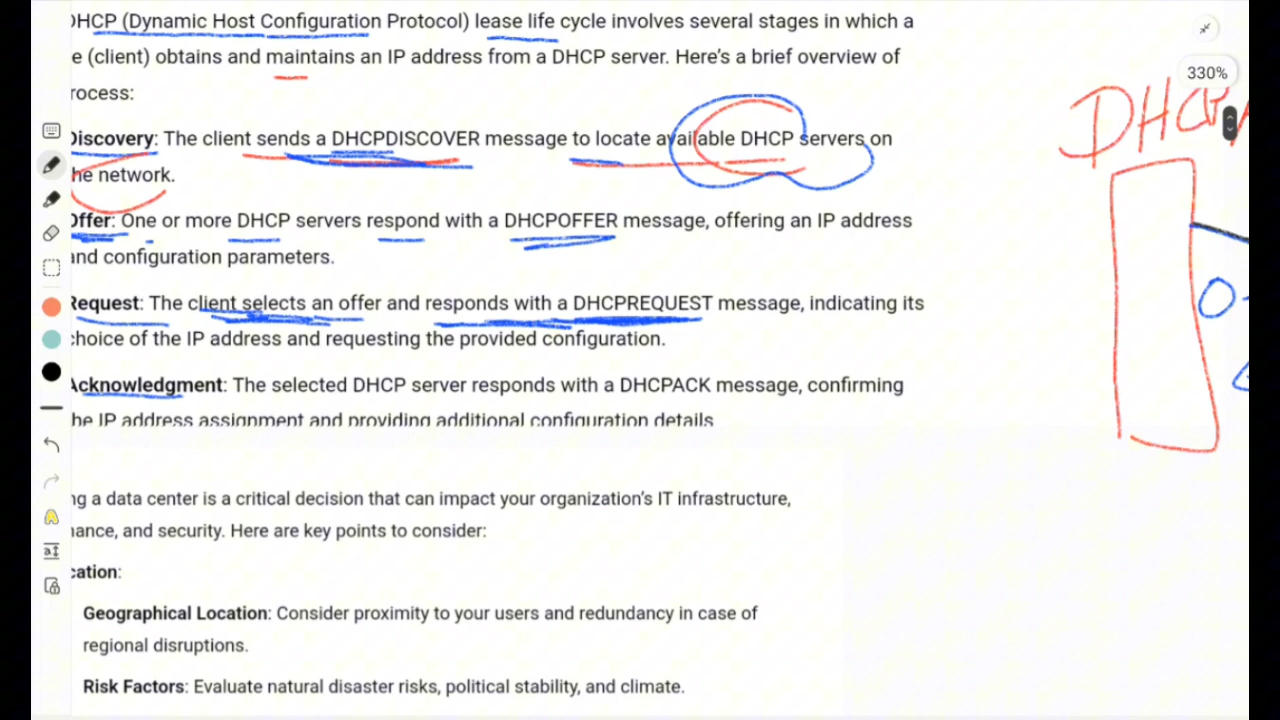 DHCP (Dynamic Host Configuration Protocol) lease life cycle involves several stages in which a
e (client) obtains and maintains an IP address from a DHCP server. Here's a brief overview of
rocess:
330%
DHCP
Discovery: The client sends a DHCPDISCOVER message to locate available DHCP servers on
he network.
Offer: One or more DHCP servers respond with a DHCPOFFER message, offering an IP address
and configuration parameters.
Request: The client selects an offer and responds with a DHCPREQUEST message, indicating its
choice of the IP address and requesting the provided configuration.
Acknowledgment: The selected DHCP server responds with a DHCPACK message, confirming
he IP address assignment and providing additional configuration details
ng a data center is a critical decision that can impact your organization's IT infrastructure,
nance, and security. Here are key points to consider:
cation:
Geographical Location: Consider proximity to your users and redundancy in case of
regional disruptions.
Risk Factors: Evaluate natural disaster risks, political stability, and climate.